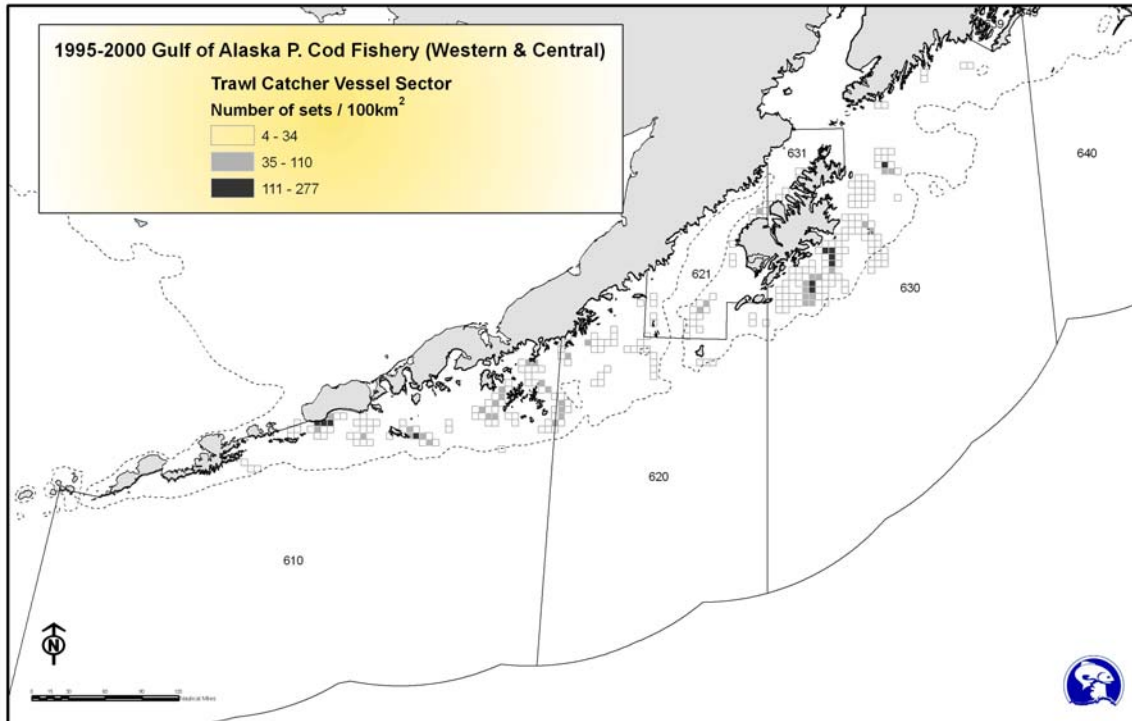 1995-2000 Gulf of Alaska P. Cod Fishery (Western & Central)
Trawl Catcher Vessel Sector
Number of sets / 100km²
4 - 34
35 - 110
111 - 277
631
640
621
630
620
610
N